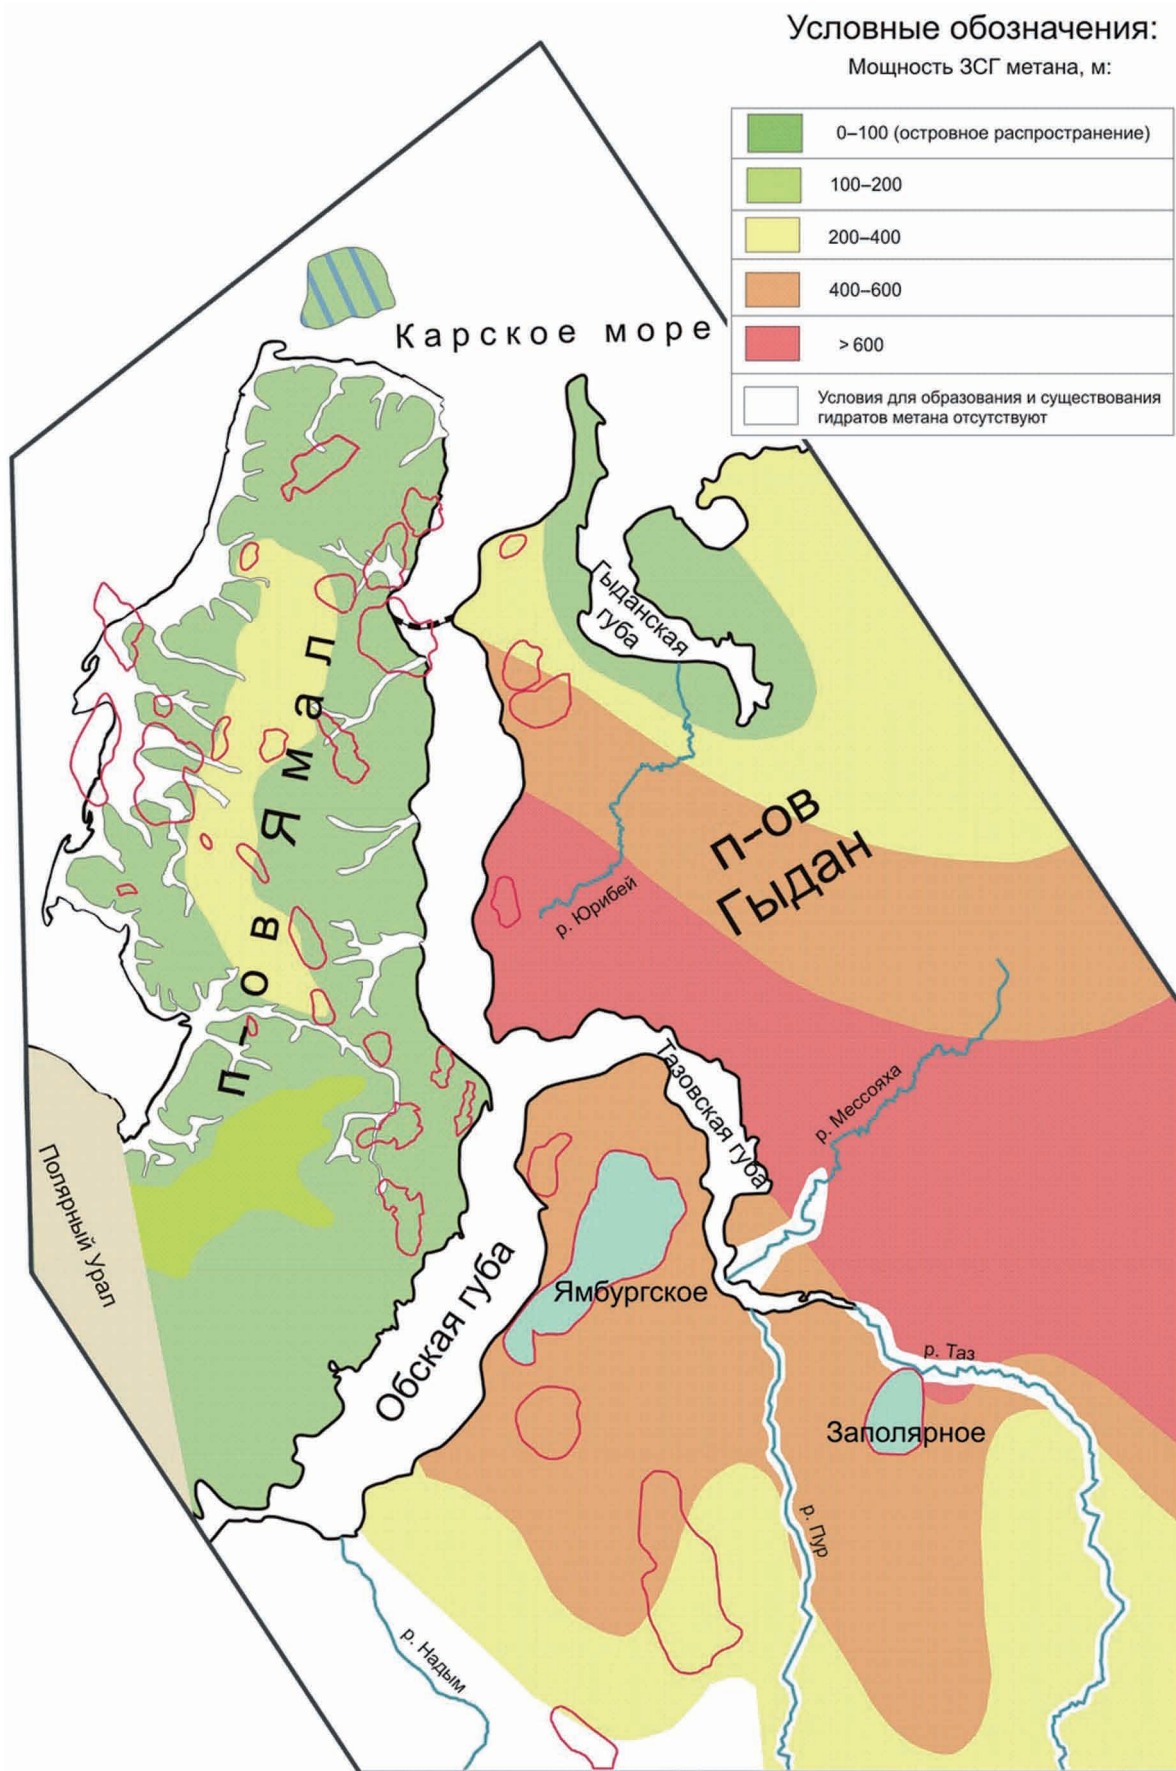 Условные обозначения:
Мощность ЗСГ метана, м:
0–100 (островное распространение)
100–200
200–400
400–600
> 600
Условия для образования и существования
гидратов метана отсутствуют
Карское море
Гыданская
губа
п–ов Ямал
п–ов
Гыдан
р. Юрибей
Тазовская губа
р. Мессояха
Полярный Урал
Обская губа
Ямбургское
р. Таз
Заполярное
р. Пур
р. Надым